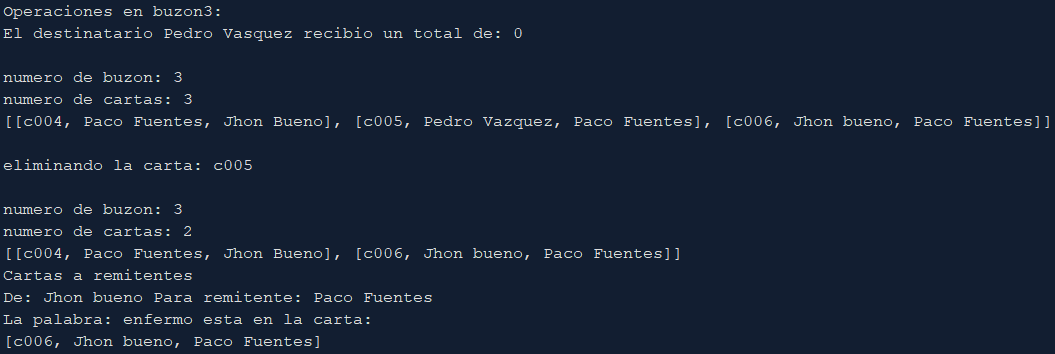 Operaciones en buzon3:
El destinatario Pedro Vasquez recibio un total de: 0
numero de buzon: 3
numero de cartas: 3
[[c004, Paco Fuentes, Jhon Bueno], [c005, Pedro Vazquez, Paco Fuentes], [c006, Jhon bueno, Paco Fuentes]]
eliminando la carta: c005
numero de buzon: 3
numero de cartas: 2
[[c004, Paco Fuentes, Jhon Bueno], [c006, Jhon bueno, Paco Fuentes]]
Cartas a remitentes
De: Jhon bueno Para remitente: Paco Fuentes
La palabra: enfermo esta en la carta:
[c006, Jhon bueno, Paco Fuentes]